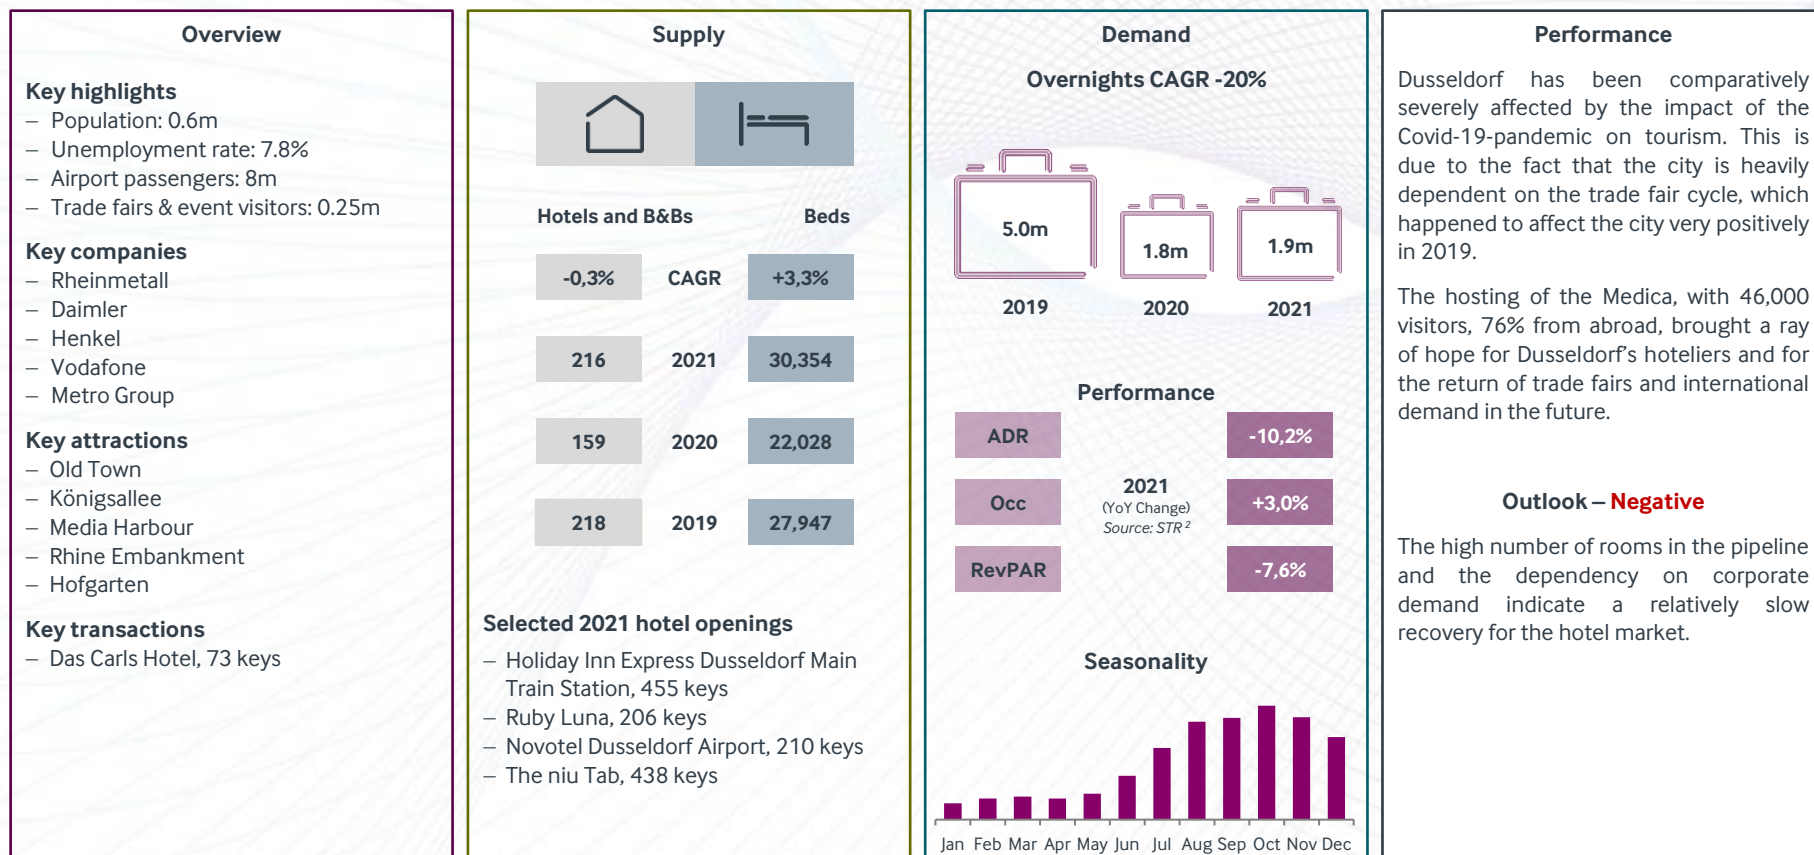 Overview
Key highlights
– Population: 0.6m
– Unemployment rate: 7.8%
– Airport passengers: 8m
– Trade fairs & event visitors: 0.25m
Key companies
– Rheinmetall
– Daimler
– Henkel
– Vodafone
– Metro Group
Key attractions
– Old Town
– Königsallee
– Media Harbour
– Rhine Embankment
– Hofgarten
Key transactions
– Das Carls Hotel, 73 keys
Supply
Hotels and B&Bs Beds
-0,3% CAGR +3,3%
216 2021 30,354
159 2020 22,028
218 2019 27,947
Selected 2021 hotel openings
– Holiday Inn Express Dusseldorf Main
Train Station, 455 keys
– Ruby Luna, 206 keys
– Novotel Dusseldorf Airport, 210 keys
– The niu Tab, 438 keys
Demand
Overnights CAGR -20%
5.0m 1.8m 1.9m
2019 2020 2021
Performance
ADR -10,2%
2021
(YoY Change)
Source: STR ²
Occ +3,0%
RevPAR -7,6%
Seasonality
Jan Feb Mar Apr May Jun Jul Aug Sep Oct Nov Dec
Performance
Dusseldorf has been comparatively
severely affected by the impact of the
Covid-19-pandemic on tourism. This is
due to the fact that the city is heavily
dependent on the trade fair cycle, which
happened to affect the city very positively
in 2019.
The hosting of the Medica, with 46,000
visitors, 76% from abroad, brought a ray
of hope for Dusseldorf’s hoteliers and for
the return of trade fairs and international
demand in the future.
Outlook – Negative
The high number of rooms in the pipeline
and the dependency on corporate
demand indicate a relatively slow
recovery for the hotel market.